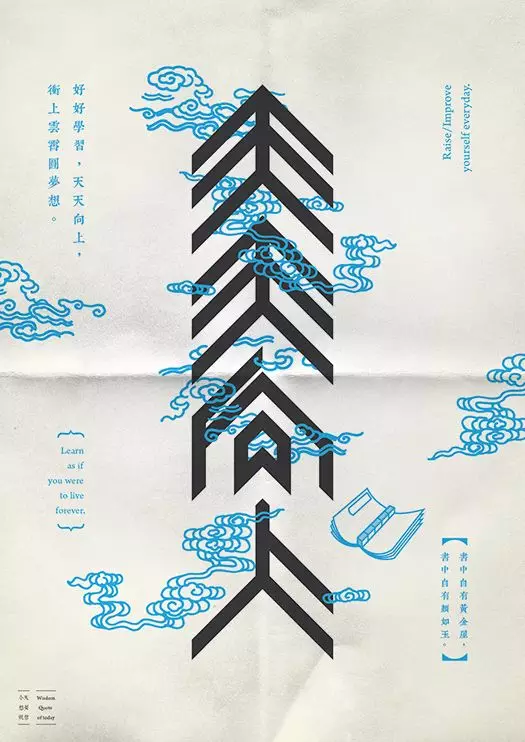 好好學習，天天向上，
衝上雲霄圓夢想。
Raise/Improve
yourself everyday.
天天向上
{
Learn
as if
you were
to live
forever.
}
【書中自有黃金屋，
書中自有顏如玉。】
Wisdom
Quote
of today